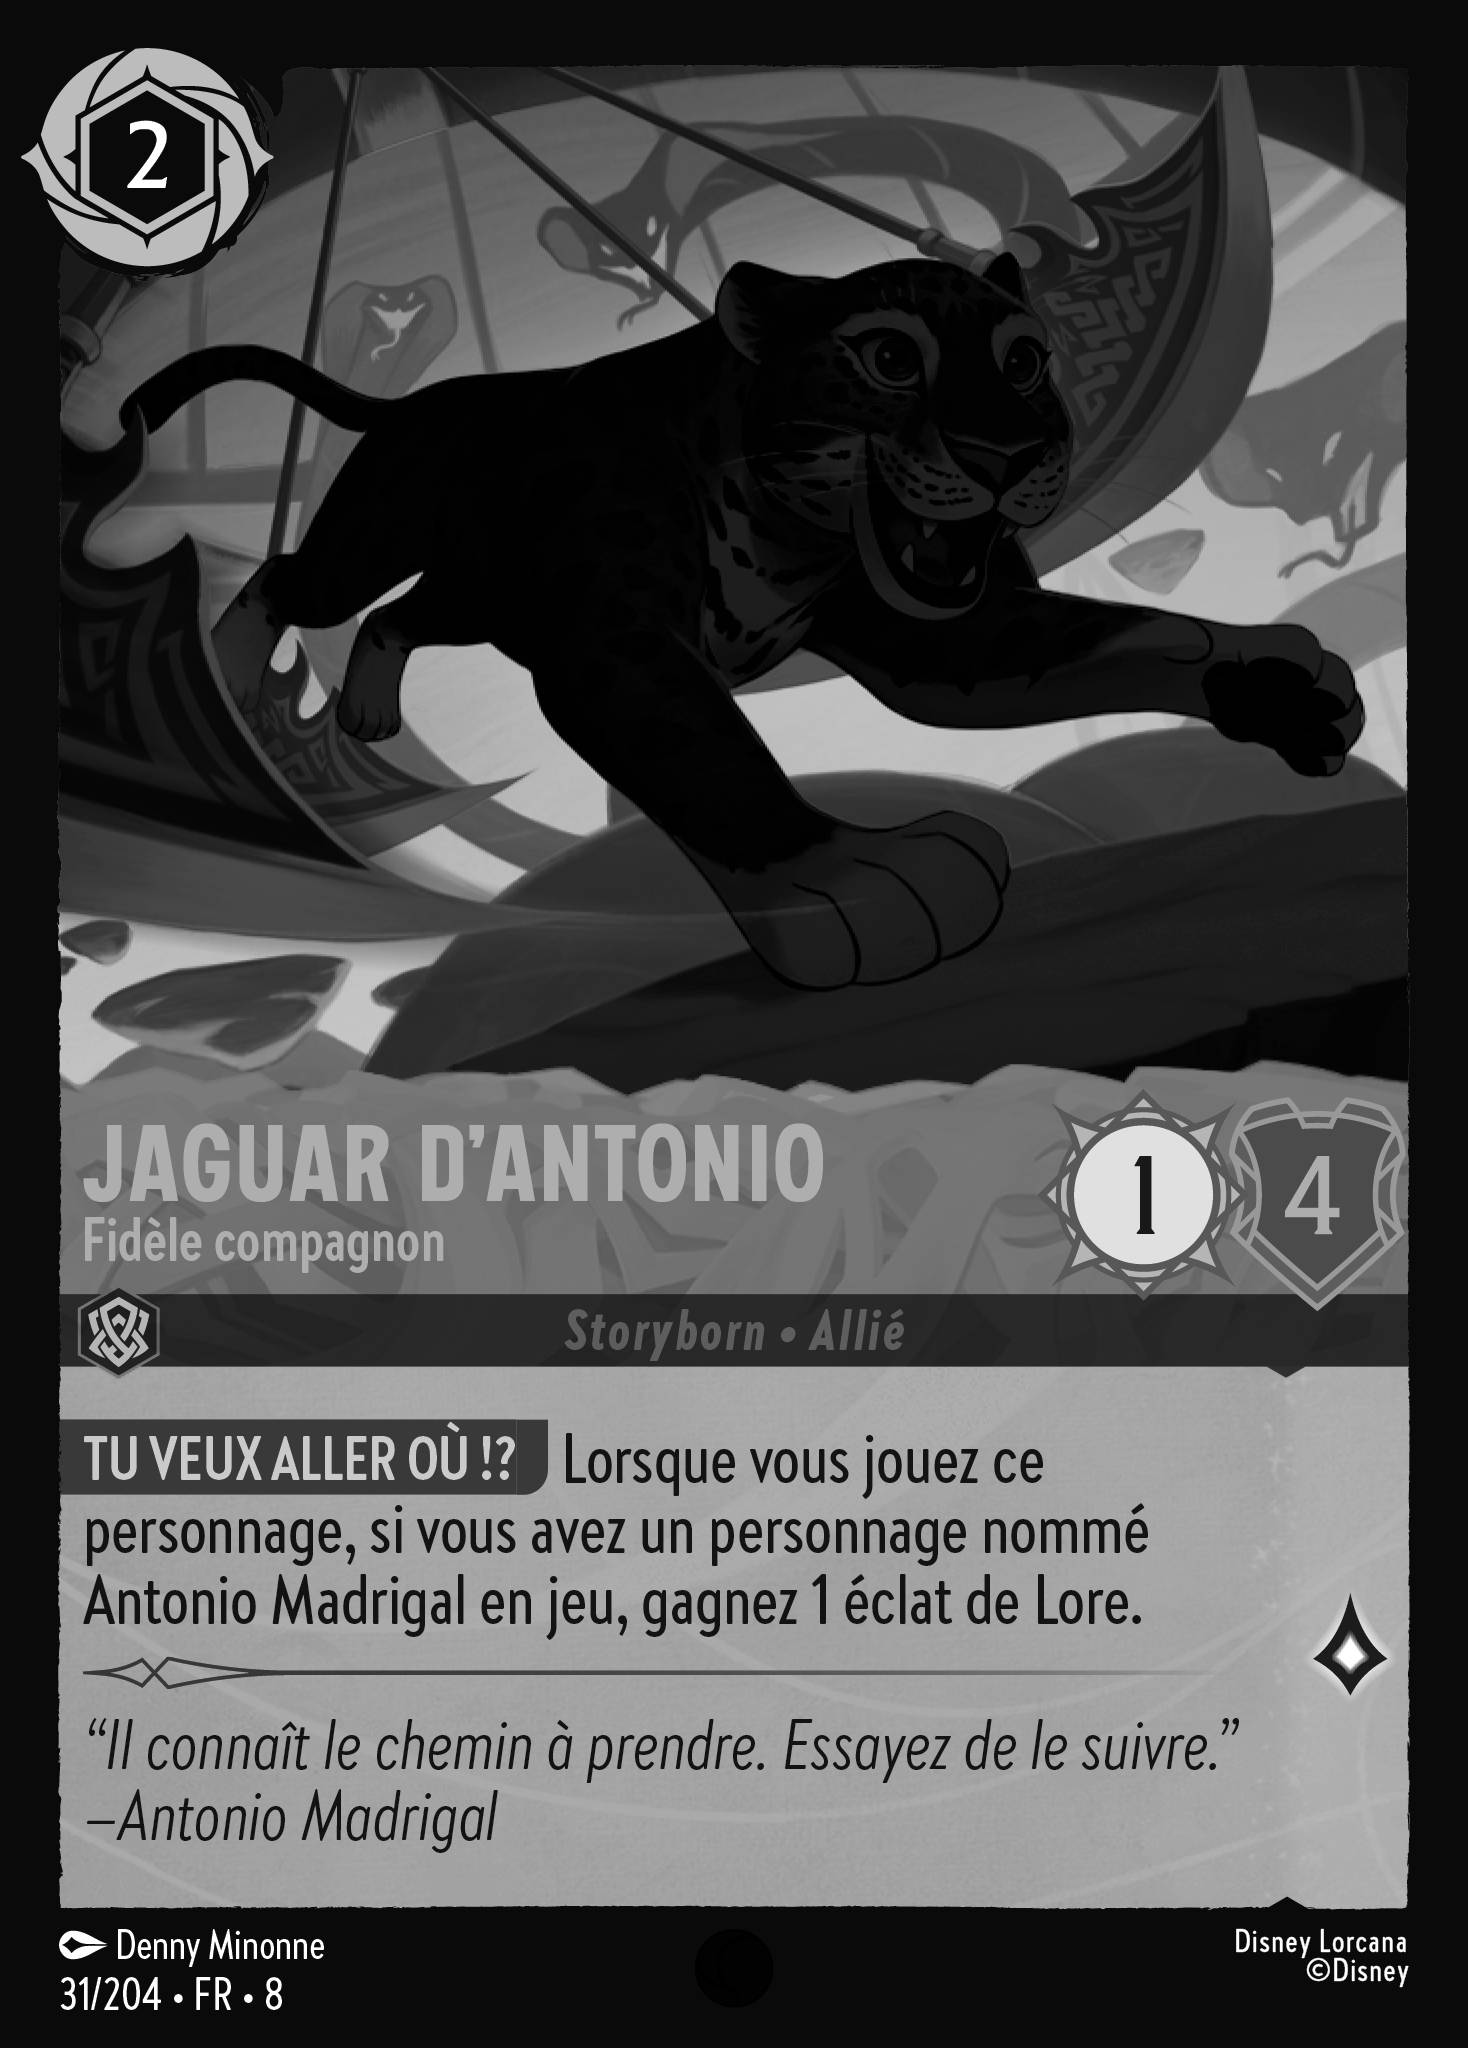 2
JAGUAR D’ANTONIO
Fidèle compagnon
1
4
Storyborn • Allié
TU VEUX ALLER OÙ !? Lorsque vous jouez ce
personnage, si vous avez un personnage nommé
Antonio Madrigal en jeu, gagnez 1 éclat de Lore.
“Il connaît le chemin à prendre. Essayez de le suivre.”
–Antonio Madrigal
Denny Minonne
31/204 • FR • 8
Disney Lorcana
©Disney